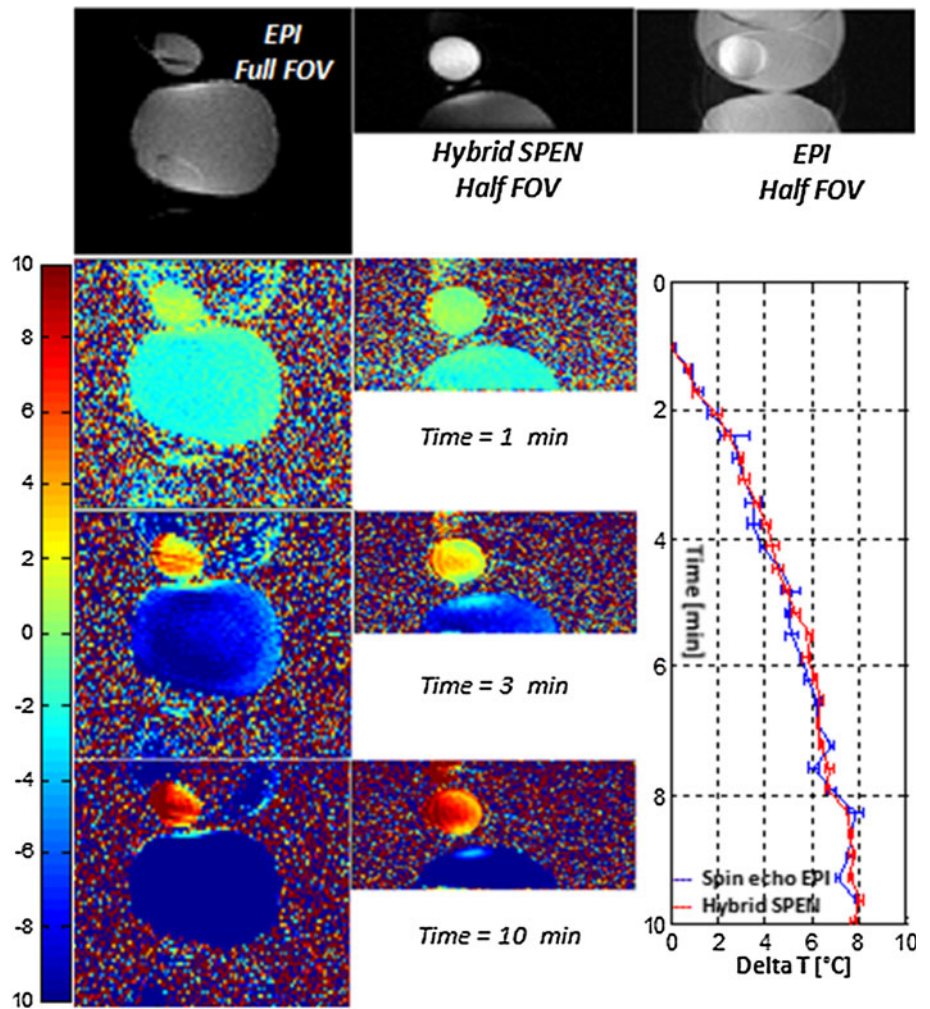 EPI
Full FOV
Hybrid SPEN
Half FOV
EPI
Half FOV
10
8
6
4
2
0
-2
-4
-6
-8
10
Time = 1 min
Time = 3 min
Time = 10 min
0
2
4
6
8
10
Time [min]
Spin echo EPI
Hybrid SPEN
0
2
4
6
8
10
Delta T [°C]